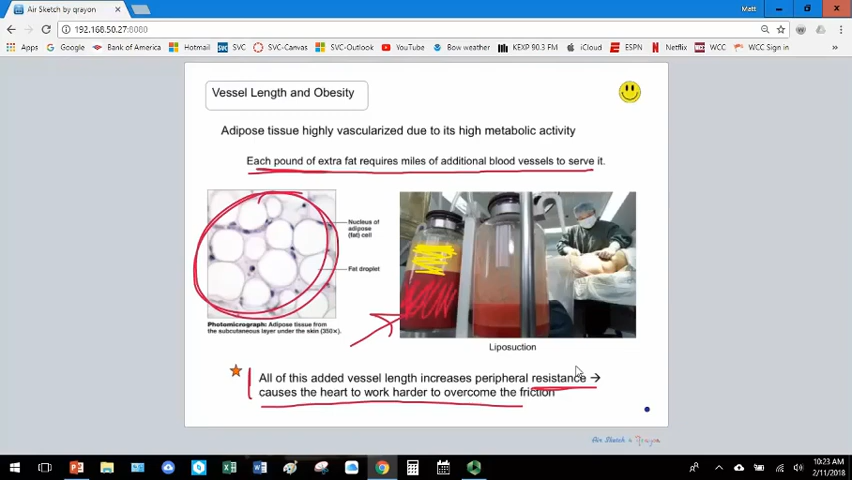 Air Sketch by qrayon
Matt
192.168.50.27:8080
Apps Google Bank of America Hotmail SVC SVC-Canvas SVC-Outlook YouTube Bow weather KEXP 90.3 FM iCloud ESPN Netflix WCC WCC Sign in
Vessel Length and Obesity
Adipose tissue highly vascularized due to its high metabolic activity
Each pound of extra fat requires miles of additional blood vessels to serve it.
Nucleus of
adipose
(fat) cell
Fat droplet
Photomicrograph: Adipose tissue from
the subcutaneous layer under the skin (350×).
Liposuction
All of this added vessel length increases peripheral resistance →
causes the heart to work harder to overcome the friction
Air Sketch by Qrayon
10:23 AM
2/11/2018